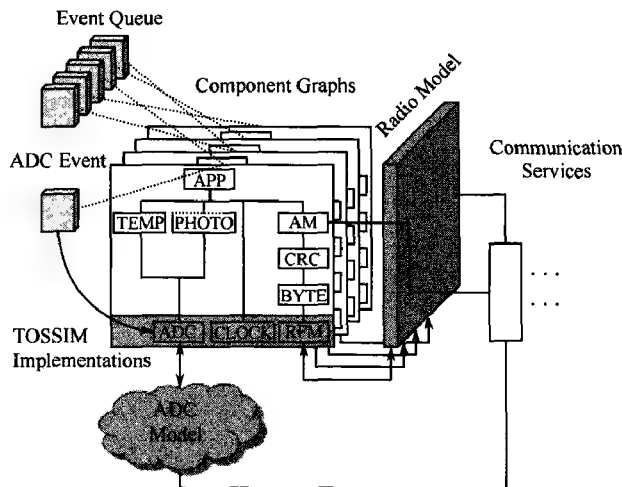 Event Queue
Component Graphs
Radio Model
ADC Event
Communication
Services
APP
TEMP
PHOTO
AM
CRC
BYTE
TOSSIM
Implementations
ADC
CLOCK
RFM
ADC
Model
. . .
. . .